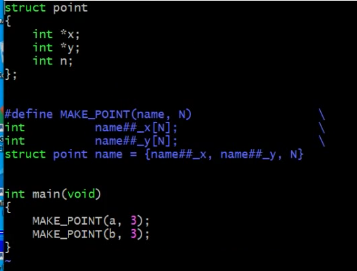 struct point
{
    int *x;
    int *y;
    int n;
};
#define MAKE_POINT(name, N) \
int name##_x[N]; \
int name##_y[N]; \
struct point name = {name##_x, name##_y, N}
int main(void)
{
    MAKE_POINT(a, 3);
    MAKE_POINT(b, 3);
}
~